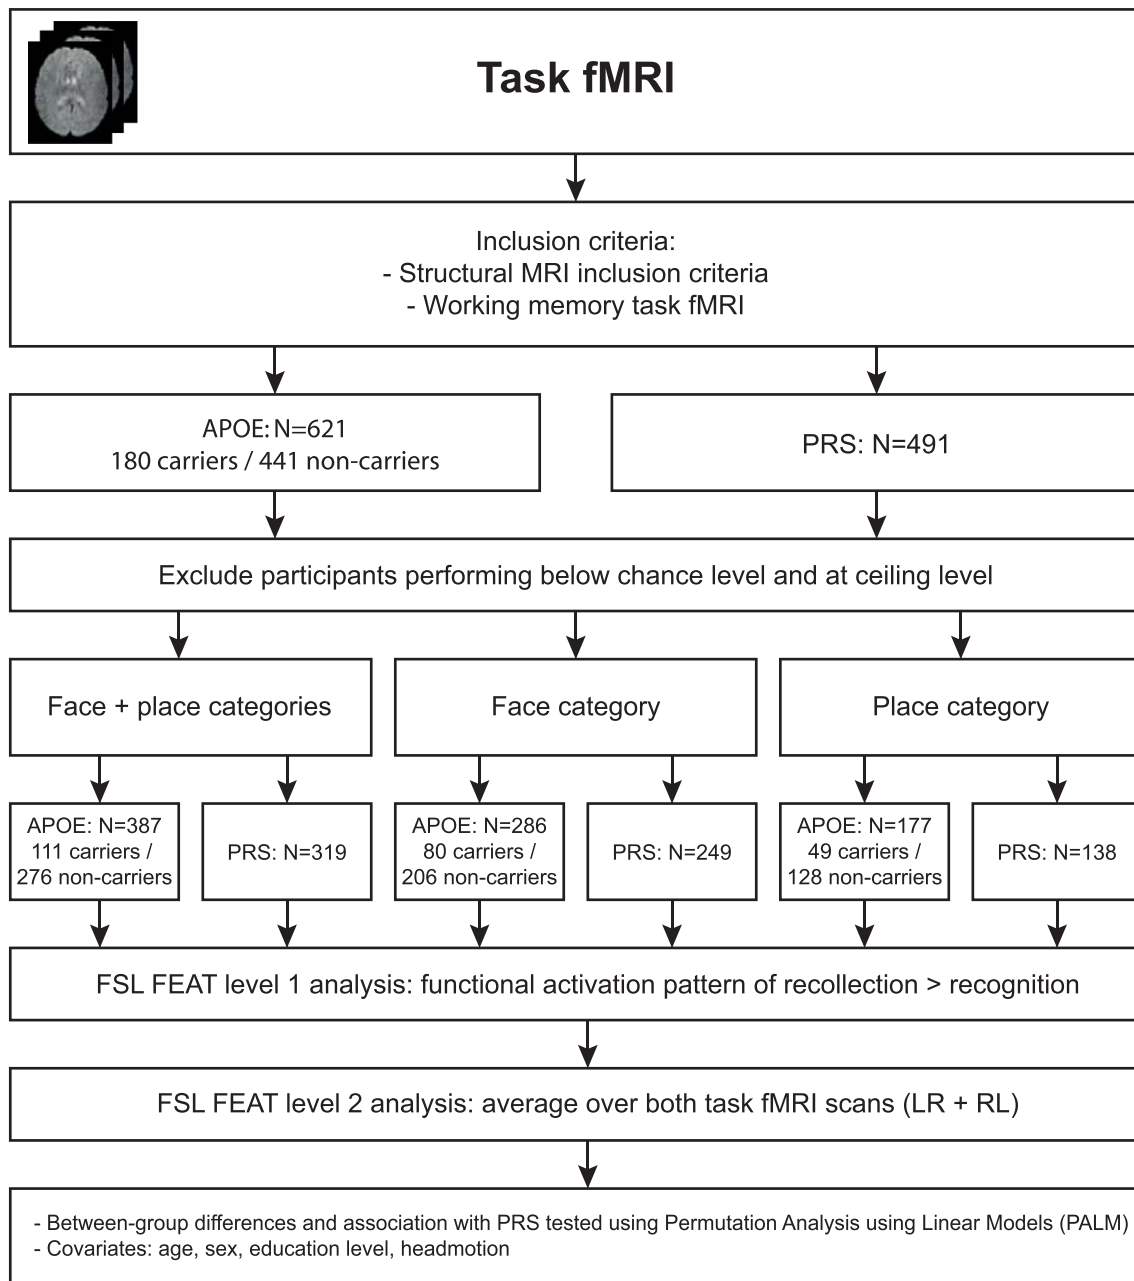 Task fMRI
Inclusion criteria:
- Structural MRI inclusion criteria
- Working memory task fMRI
APOE: N=621
180 carriers / 441 non-carriers
PRS: N=491
Exclude participants performing below chance level and at ceiling level
Face + place categories
Face category
Place category
APOE: N=387
111 carriers /
276 non-carriers
PRS: N=319
APOE: N=286
80 carriers /
206 non-carriers
PRS: N=249
APOE: N=177
49 carriers /
128 non-carriers
PRS: N=138
FSL FEAT level 1 analysis: functional activation pattern of recollection > recognition
FSL FEAT level 2 analysis: average over both task fMRI scans (LR + RL)
- Between-group differences and association with PRS tested using Permutation Analysis using Linear Models (PALM)
- Covariates: age, sex, education level, headmotion